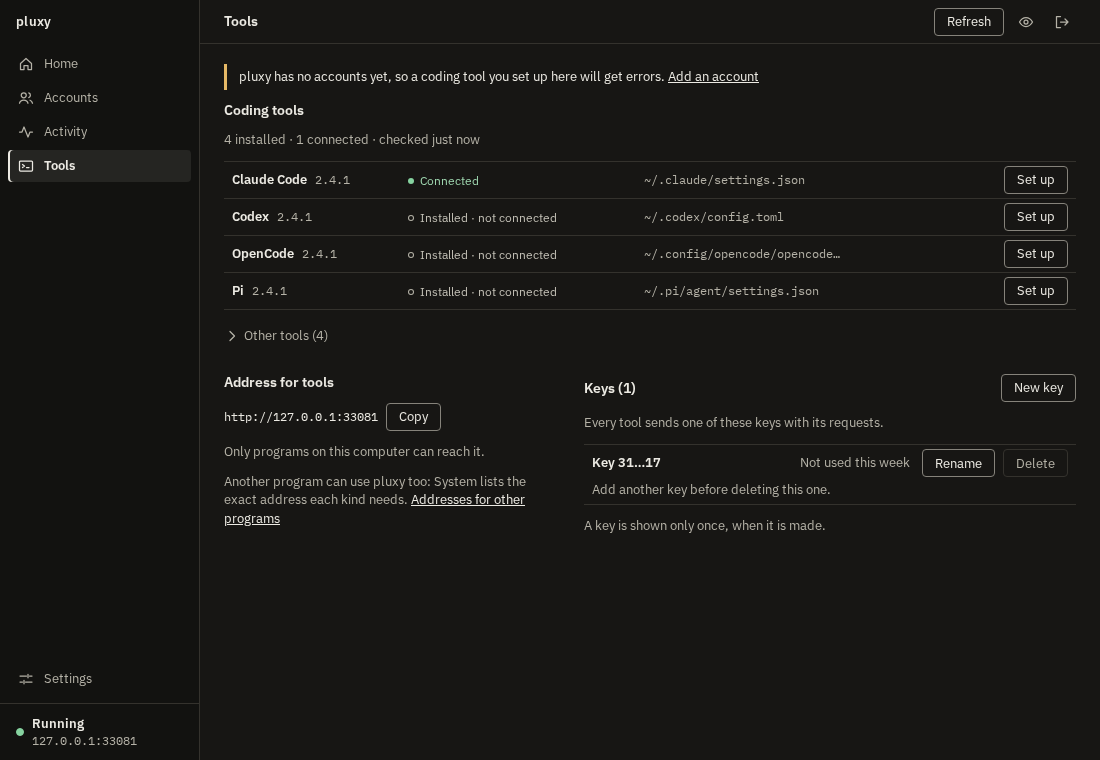 pluxy
Home
Accounts
Activity
Tools
Settings
Running
127.0.0.1:33081
Tools
Refresh
pluxy has no accounts yet, so a coding tool you set up here will get errors. Add an account
Coding tools
4 installed · 1 connected · checked just now
Claude Code 2.4.1 Connected ~/.claude/settings.json Set up
Codex 2.4.1 Installed · not connected ~/.codex/config.toml Set up
OpenCode 2.4.1 Installed · not connected ~/.config/opencode/opencode… Set up
Pi 2.4.1 Installed · not connected ~/.pi/agent/settings.json Set up
Other tools (4)
Address for tools
http://127.0.0.1:33081 Copy
Only programs on this computer can reach it.
Another program can use pluxy too: System lists the
exact address each kind needs. Addresses for other
programs
Keys (1) New key
Every tool sends one of these keys with its requests.
Key 31…17 Not used this week Rename Delete
Add another key before deleting this one.
A key is shown only once, when it is made.